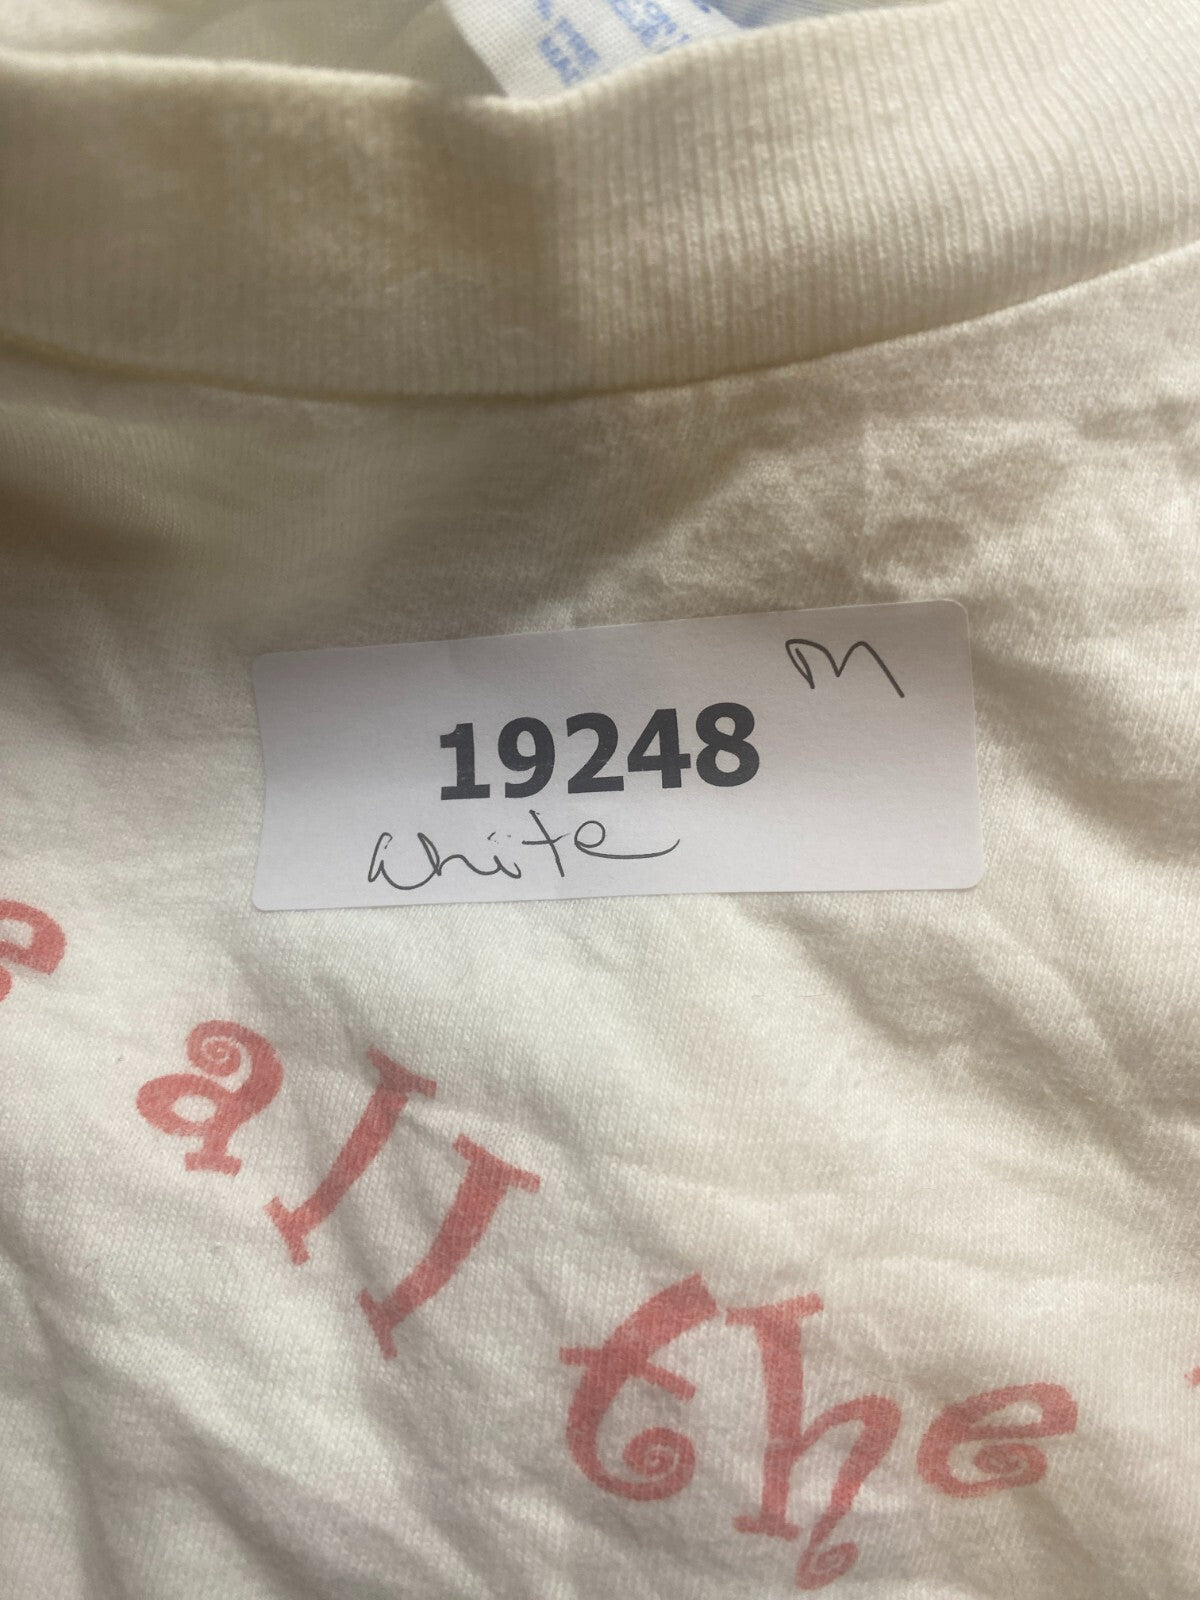 M
19248
White
all the